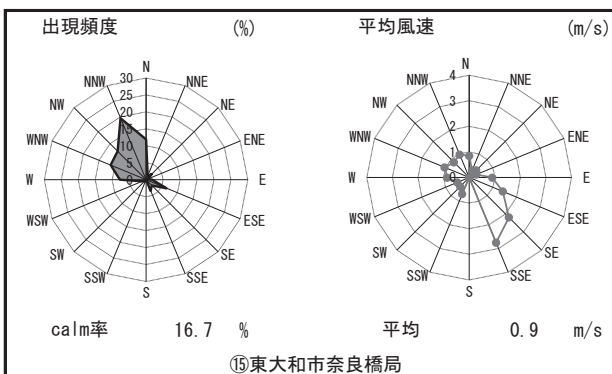 出現頻度 (%) 平均風速 (m/s)
N N
NNW NNE NNW NNE
NW NE NW NE
WNW ENE WNW ENE
W E W E
WSW ESE WSW ESE
SW SE SW SE
SSW SSE SSW SSE
S S
30 4
25
20 3
15 2
10
5 1
0 0
calm率 16.7 % 平均 0.9 m/s
⑮東大和市奈良橋局